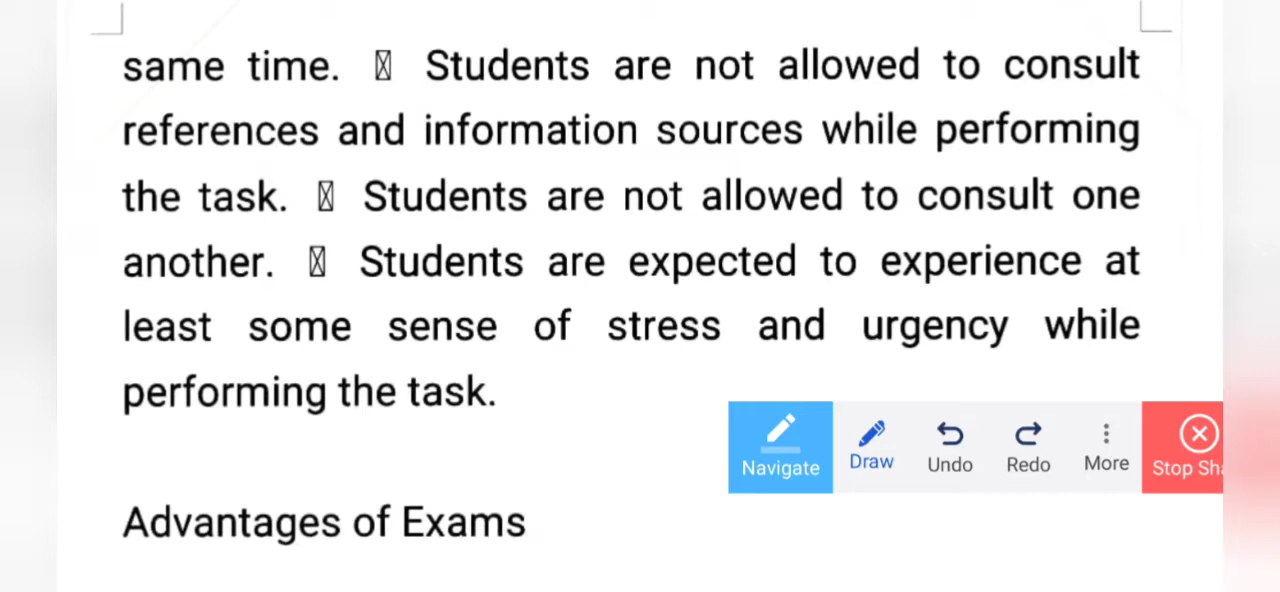 same time. Students are not allowed to consult
references and information sources while performing
the task. Students are not allowed to consult one
another. Students are expected to experience at
least some sense of stress and urgency while
performing the task.
Navigate Draw Undo Redo More Stop Sha
Advantages of Exams